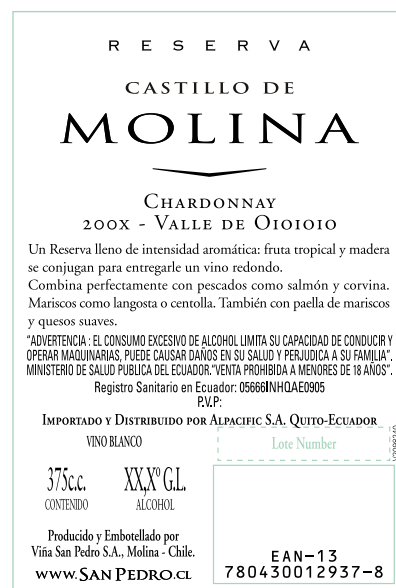 RESERVA
CASTILLO DE
MOLINA
CHARDONNAY
200X - VALLE DE OIOIOIO
Un Reserva lleno de intensidad aromática: fruta tropical y madera
se conjugan para entregarle un vino redondo.
Combina perfectamente con pescados como salmón y corvina.
Mariscos como langosta o centolla. También con paella de mariscos
y quesos suaves.
“ADVERTENCIA : EL CONSUMO EXCESIVO DE ALCOHOL LIMITA SU CAPACIDAD DE CONDUCIR Y
OPERAR MAQUINARIAS, PUEDE CAUSAR DAÑOS EN SU SALUD Y PERJUDICA A SU FAMILIA”.
MINISTERIO DE SALUD PUBLICA DEL ECUADOR.“VENTA PROHIBIDA A MENORES DE 18 AÑOS”.
Registro Sanitario en Ecuador: 05666INHQAE0905
P.V.P:
IMPORTADO Y DISTRIBUIDO POR ALPACIFIC S.A. QUITO-ECUADOR
VINO BLANCO
Lote Number
375c.c.
CONTENIDO
XX,Xº G.L.
ALCOHOL
Producido y Embotellado por
Viña San Pedro S.A., Molina - Chile.
www.SAN PEDRO.CL
EAN-13
780430012937-8